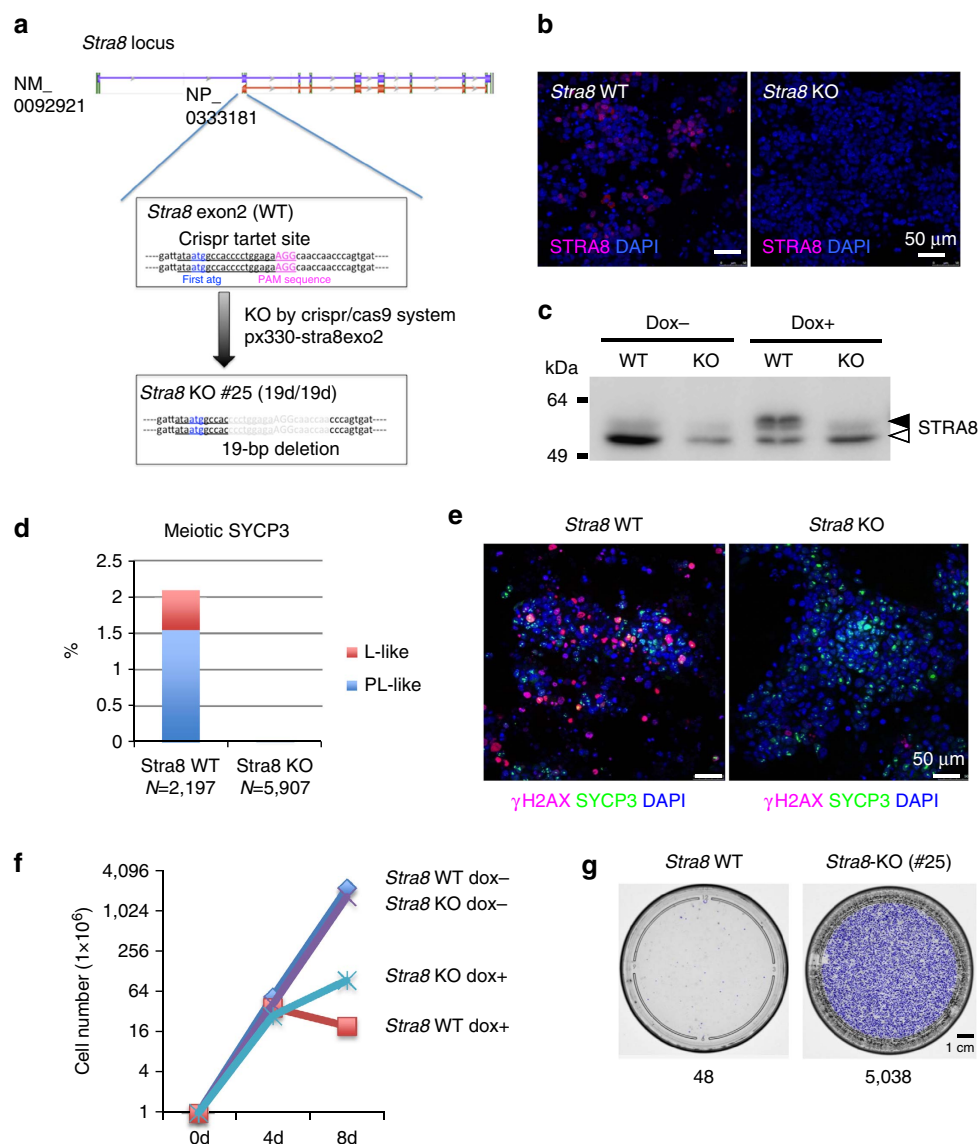 a
Stra8 locus
NM_
0092921
NP_
0333181
Stra8 exon2 (WT)
Crispr tartet site
----gattataatggccacccctggagaAGGcaaccaacccagtgat----
----gattataatggccacccctggagaAGGcaaccaacccagtgat----
First atg
PAM sequence
KO by crispr/cas9 system
px330-stra8exo2
Stra8 KO #25 (19d/19d)
----gattataatggccacccctggagaAGGcaaccaacccagtgat----
----gattataatggccacccctggagaAGGcaaccaacccagtgat----
19-bp deletion
b
Stra8 WT
STRA8 DAPI
Stra8 KO
STRA8 DAPI
50 μm
c
Dox–
Dox+
kDa
WT
KO
WT
KO
64
49
STRA8
d
Meiotic SYCP3
2.5
2
1.5
1
0.5
0
%
L-like
PL-like
Stra8 WT
N=2,197
Stra8 KO
N=5,907
e
Stra8 WT
Stra8 KO
50 μm
γH2AX SYCP3 DAPI
γH2AX SYCP3 DAPI
f
Cell number (1×10⁶)
4,096
1,024
256
64
16
4
1
0d
4d
8d
Stra8 WT dox–
Stra8 KO dox–
Stra8 KO dox+
Stra8 WT dox+
g
Stra8 WT
Stra8-KO (#25)
1 cm
48
5,038